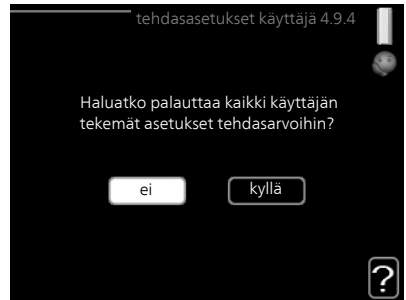 tehdasasetukset käyttäjä 4.9.4
Haluatko palauttaa kaikki käyttäjän
tekemät asetukset tehdasarvoihin?
ei
kyllä
?